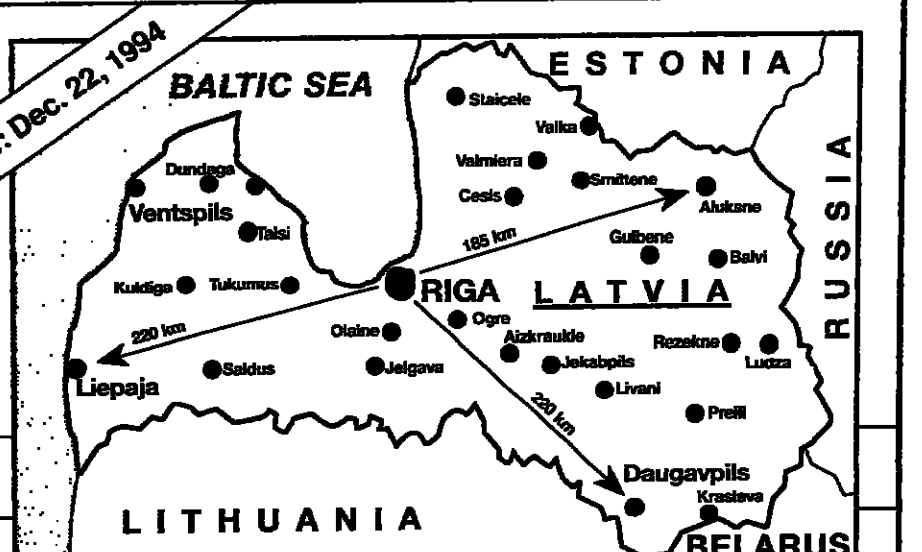 : Dec. 22, 1994
BALTIC SEA
ESTONIA
Staicele
Valka
Valmiera
Dundaga
Smiltene
Cesis
Ventspils
Alukane
RUSSIA
Talsi
185 km
Gulbene
Balvi
Kuldiga
Tukumus
RIGA
LATVIA
Ogre
220 km
Olaine
Aizkraukle
Rezekne
Ludza
Jekabpils
Saldus
Jelgava
Liepaja
Livani
220 km
Preili
Daugavpils
Kraslava
LITHUANIA
BELARUS